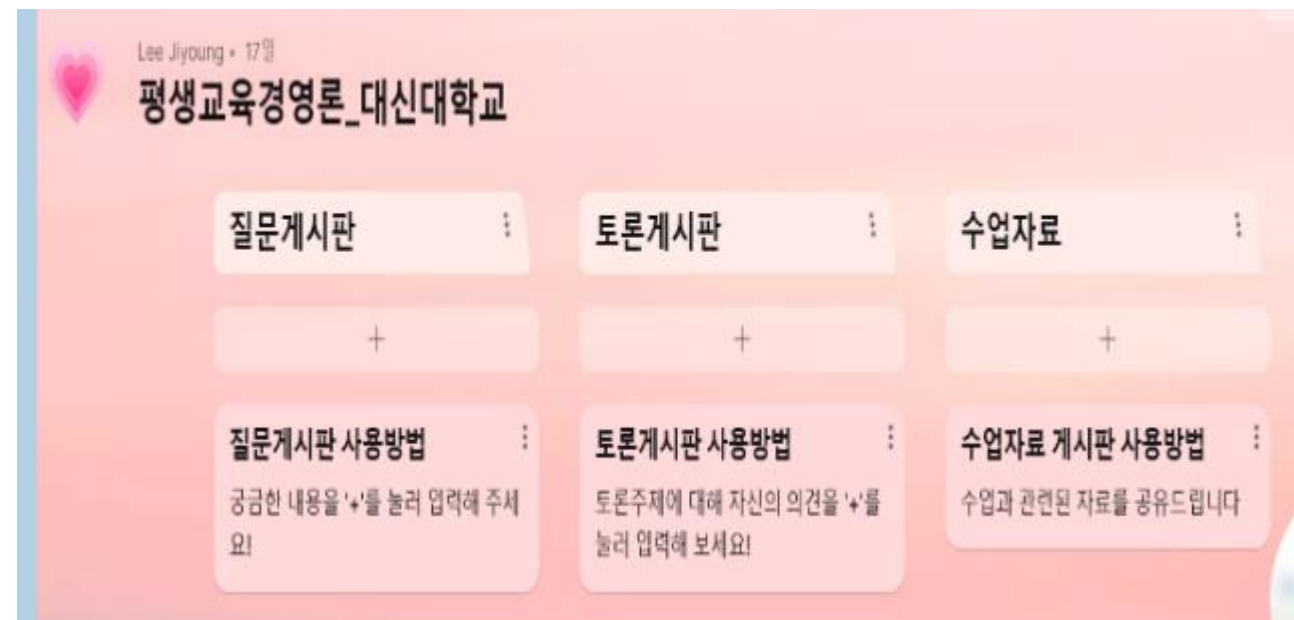 Lee Jiyoung • 17일
평생교육경영론_대신대학교
질문게시판
토론게시판
수업자료
+
+
+
질문게시판 사용방법
궁금한 내용을 '+'를 눌러 입력해 주세
요!
토론게시판 사용방법
토론주제에 대해 자신의 의견을 '+'를
눌러 입력해 보세요!
수업자료 게시판 사용방법
수업과 관련된 자료를 공유드립니다